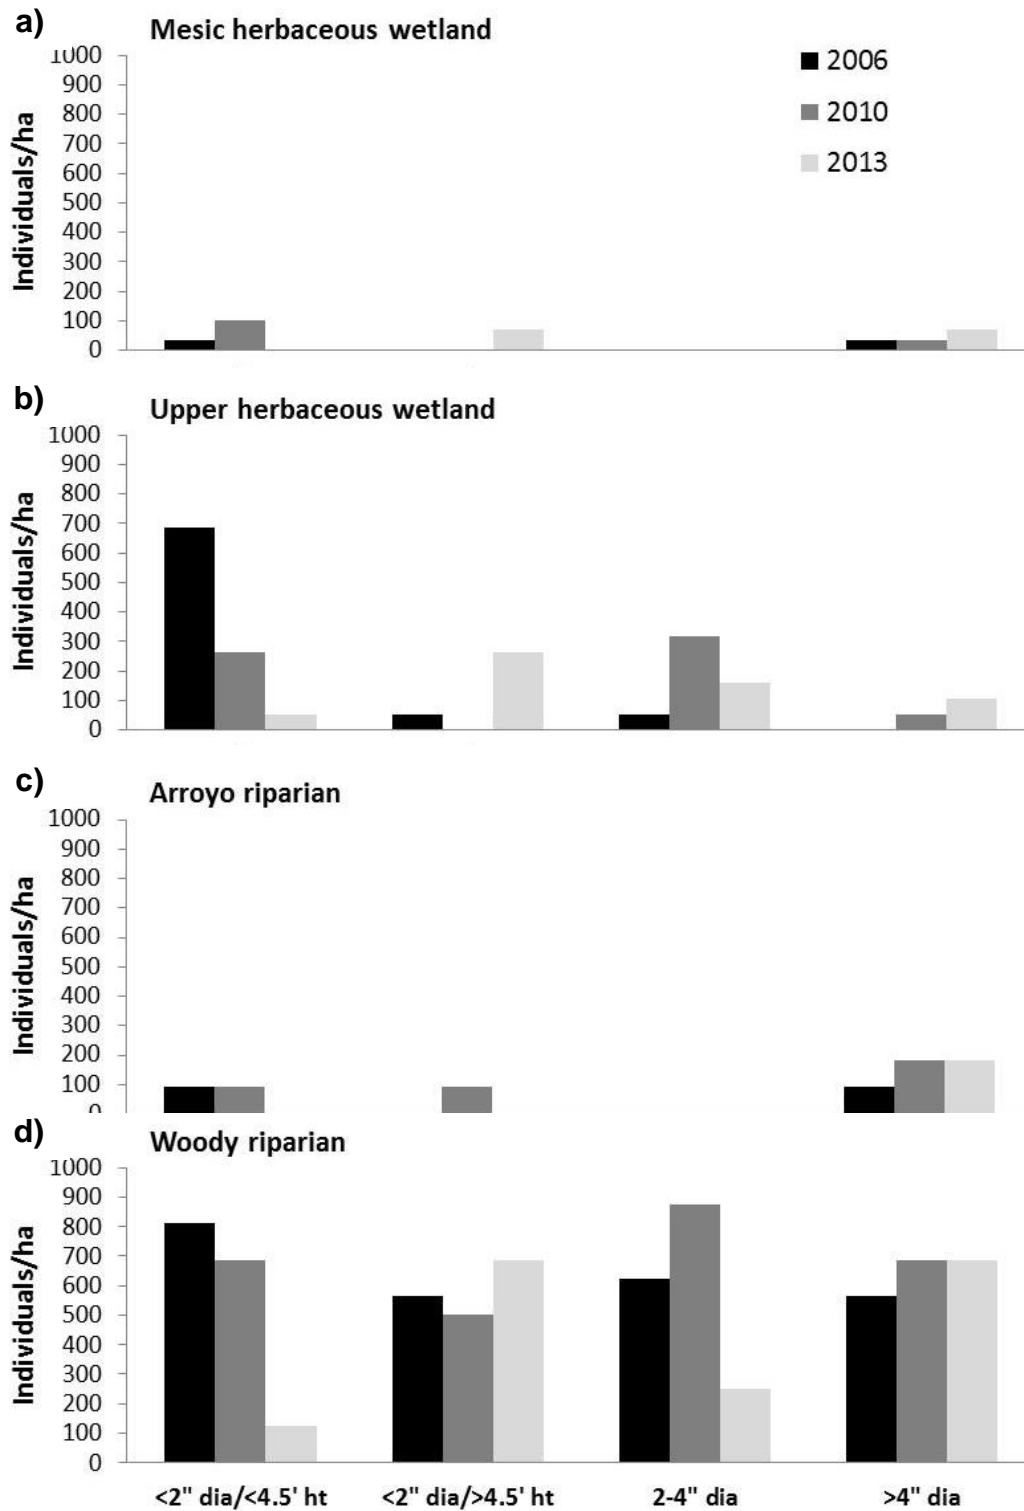 a)
Mesic herbaceous wetland
1000
900
800
700
600
500
400
300
200
100
0
Individuals/ha
2006
2010
2013
b)
Upper herbaceous wetland
1000
900
800
700
600
500
400
300
200
100
0
Individuals/ha
c)
Arroyo riparian
1000
900
800
700
600
500
400
300
200
100
0
Individuals/ha
d)
Woody riparian
1000
900
800
700
600
500
400
300
200
100
0
Individuals/ha
<2" dia/<4.5' ht
<2" dia/>4.5' ht
2-4" dia
>4" dia